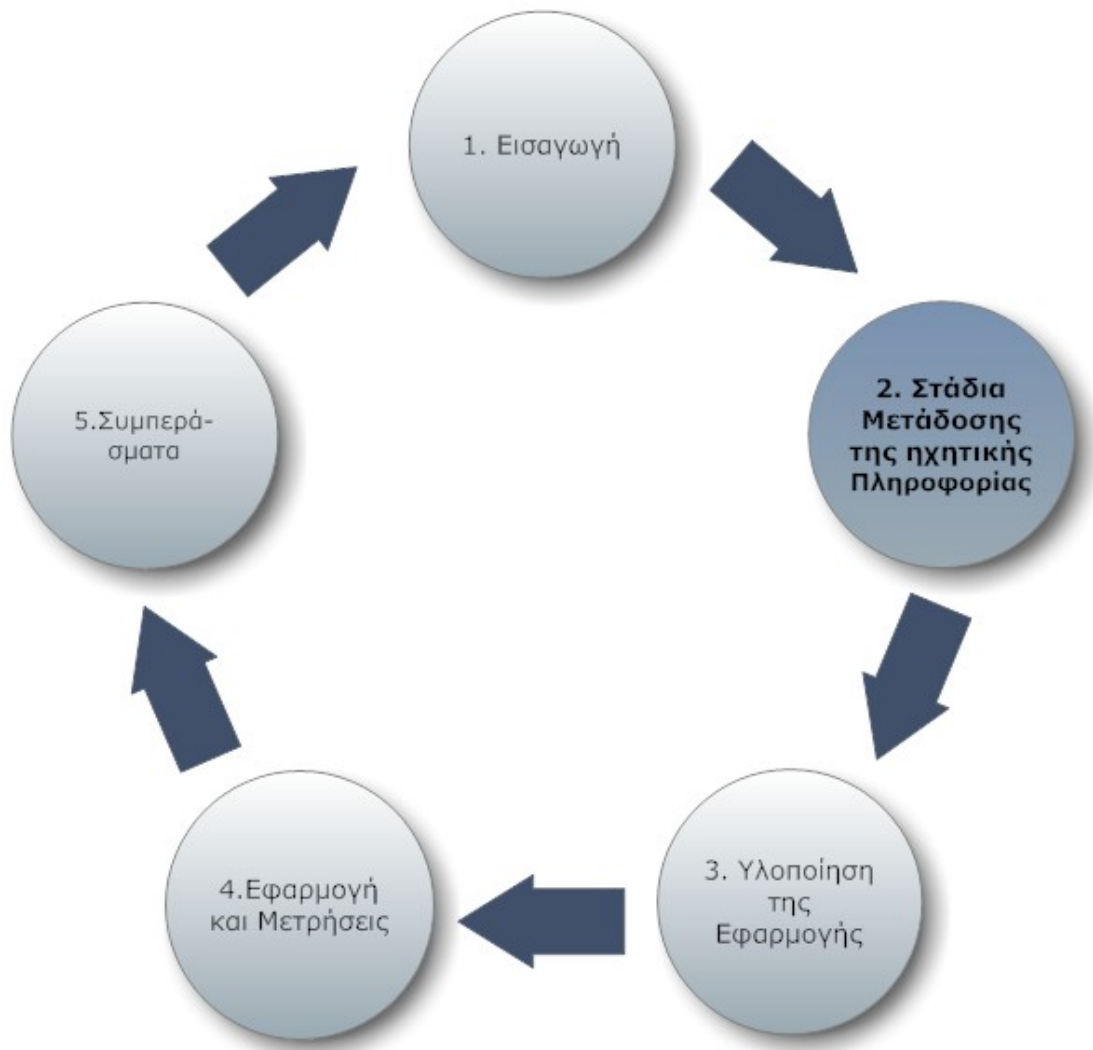 1. Εισαγωγή
2. Στάδια
Μετάδοσης
της ηχητικής
Πληροφορίας
3. Υλοποίηση
της
Εφαρμογής
4.Εφαρμογή
και Μετρήσεις
5.Συμπερά-
σματα